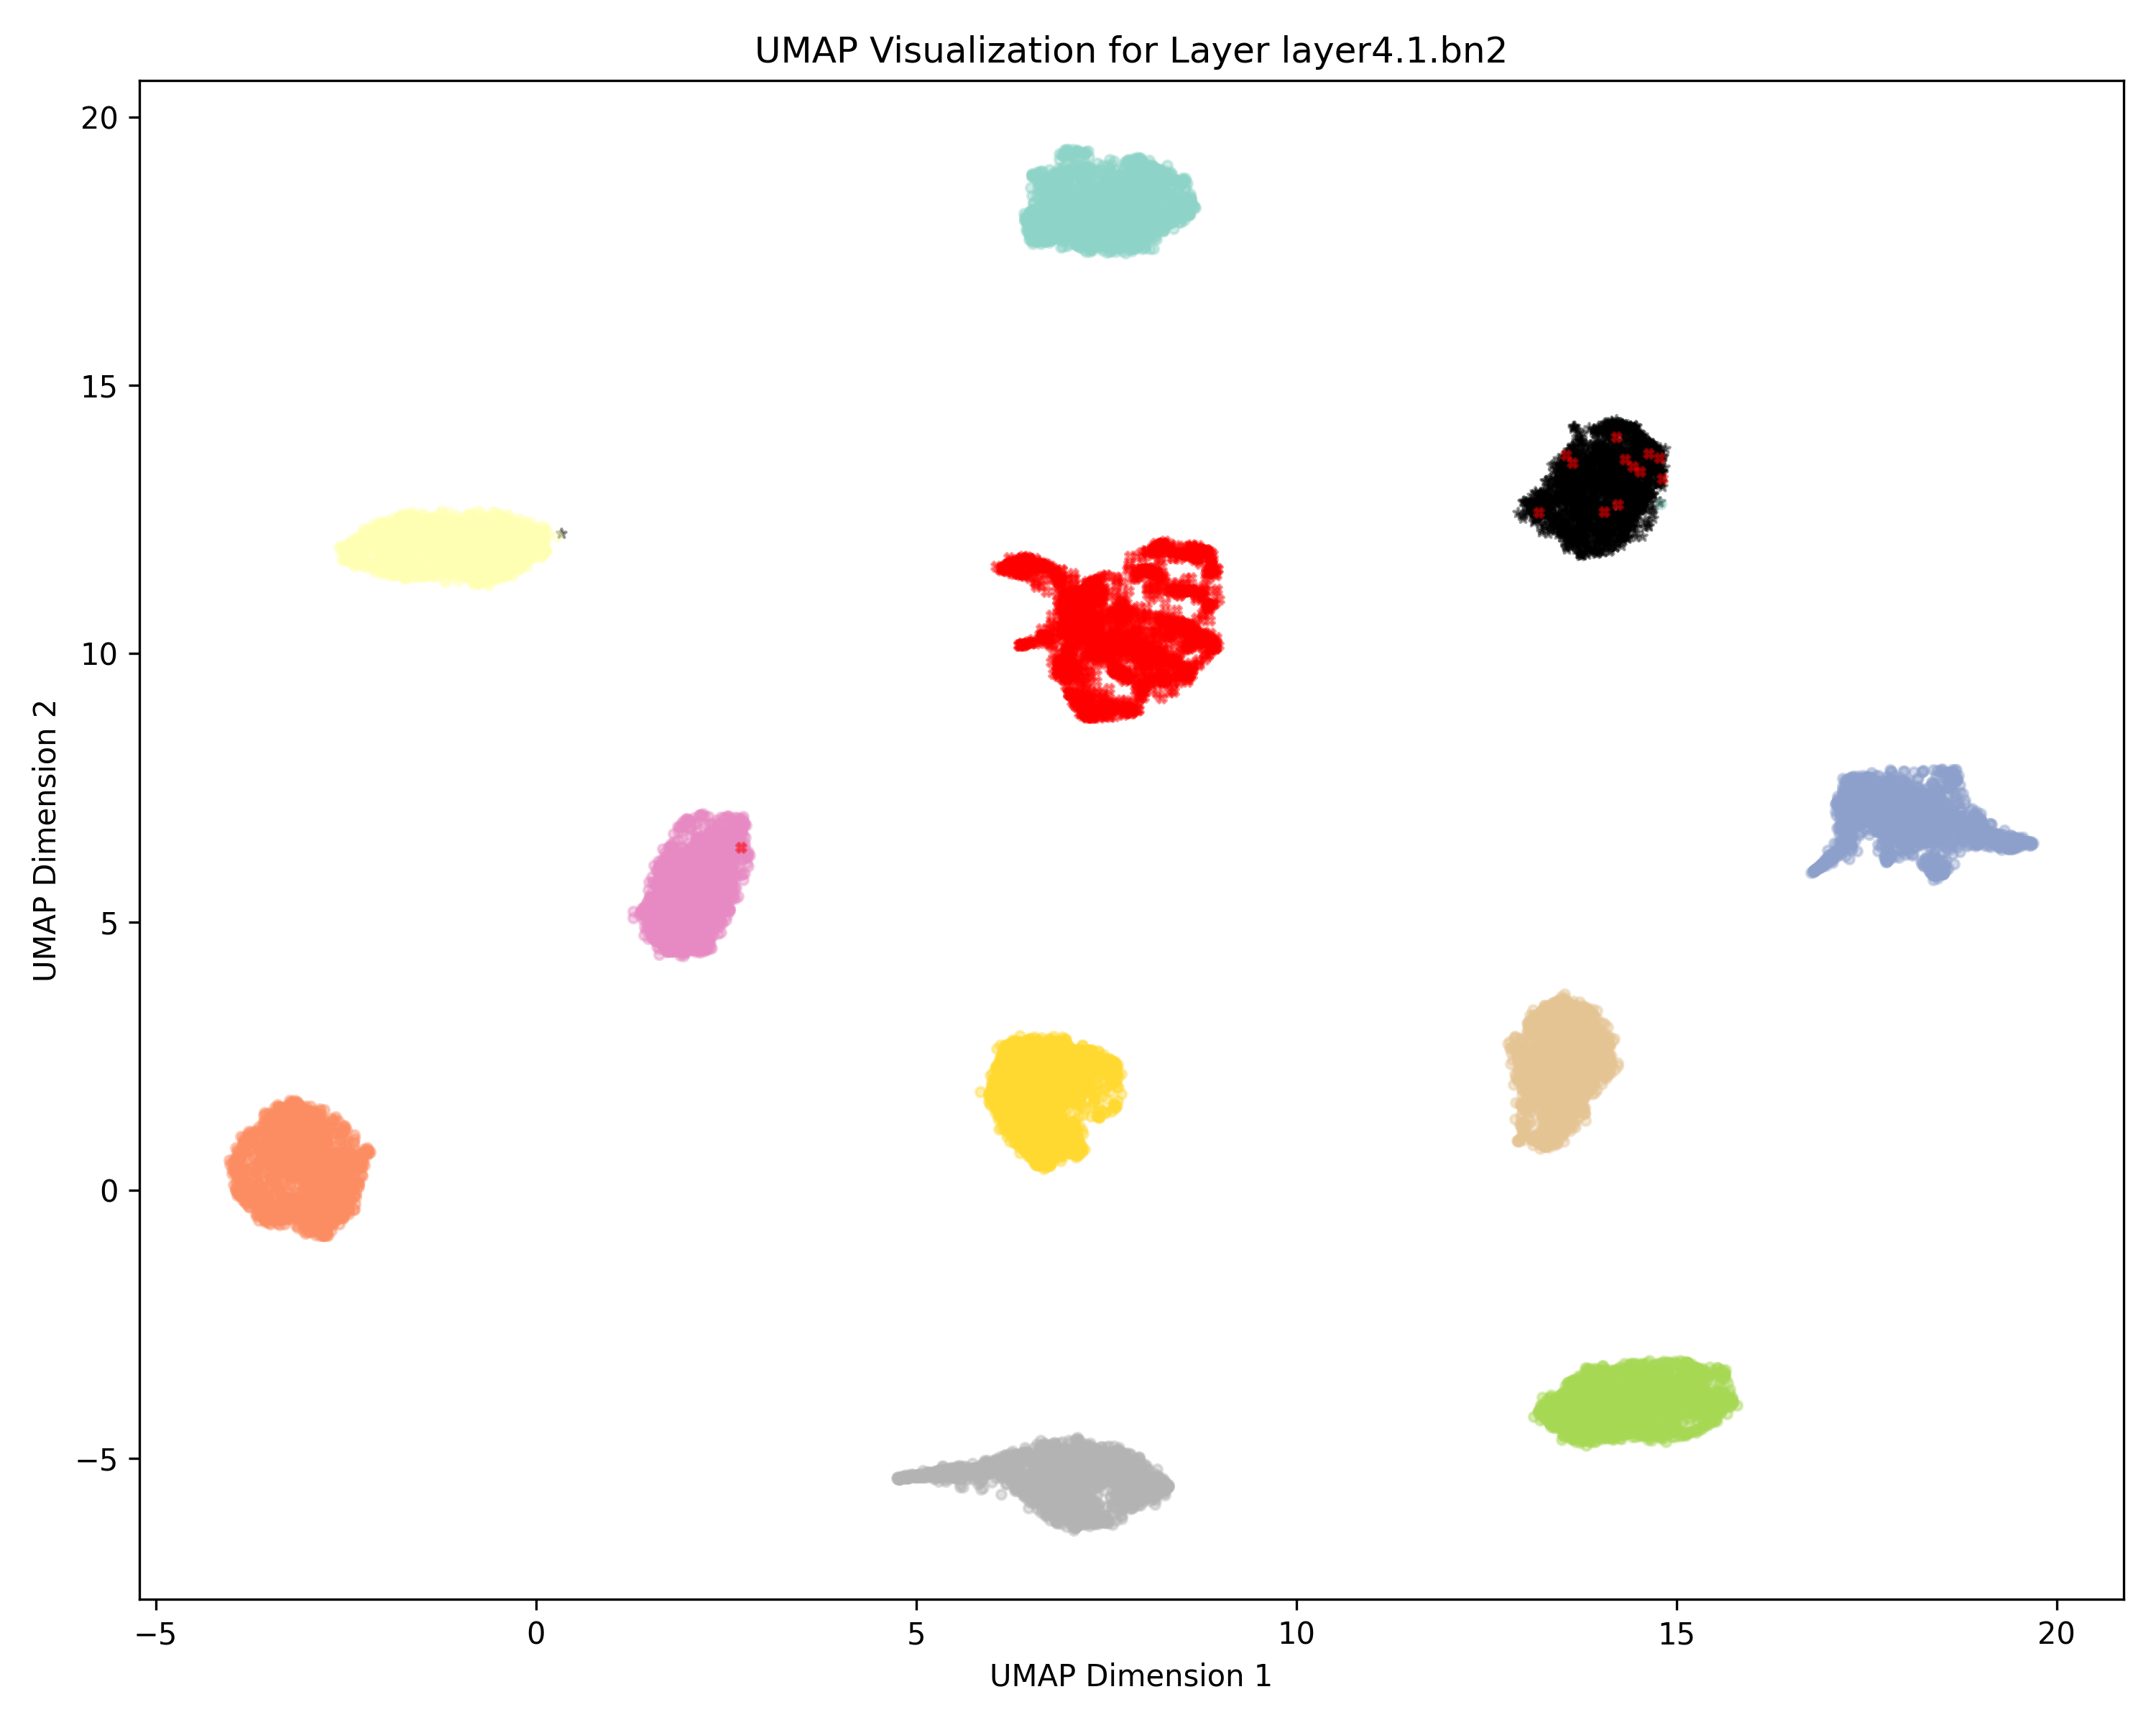 UMAP Visualization for Layer layer4.1.bn2
20
15
10
5
0
−5
UMAP Dimension 2
−5 0 5 10 15 20
UMAP Dimension 1